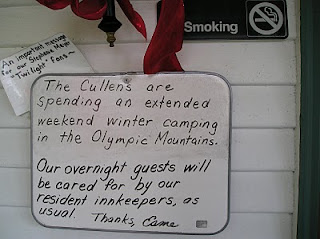 Smoking
An important message
for our Stephenie Meyer
"Twilight" Fans~
The Cullens are
spending an extended
weekend winter camping
in the Olympic Mountains.
Our overnight guests will
be cared for by our
resident innkeepers, as
usual. Thanks, Esme